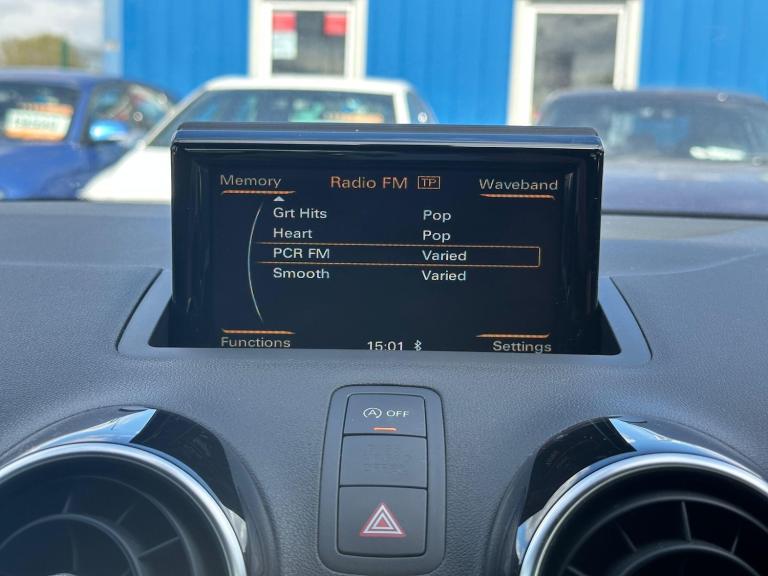 Memory Radio FM TP Waveband
Grt Hits Pop
Heart Pop
PCR FM Varied
Smooth Varied
Functions 15:01 Settings
A OFF